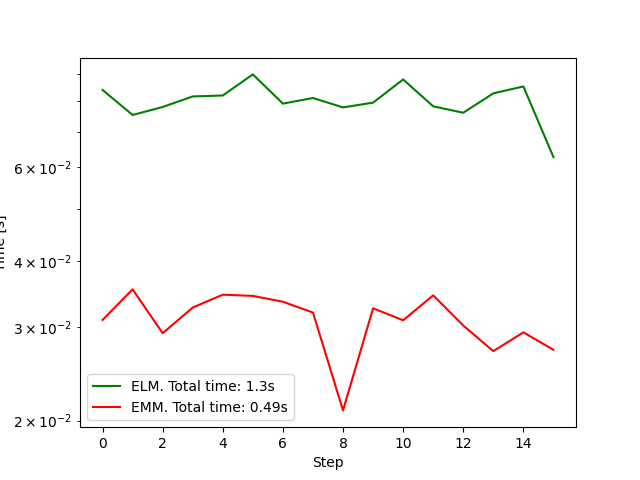 6 × 10⁻²
4 × 10⁻²
3 × 10⁻²
2 × 10⁻²
ELM. Total time: 1.3s
EMM. Total time: 0.49s
0 2 4 6 8 10 12 14
Step